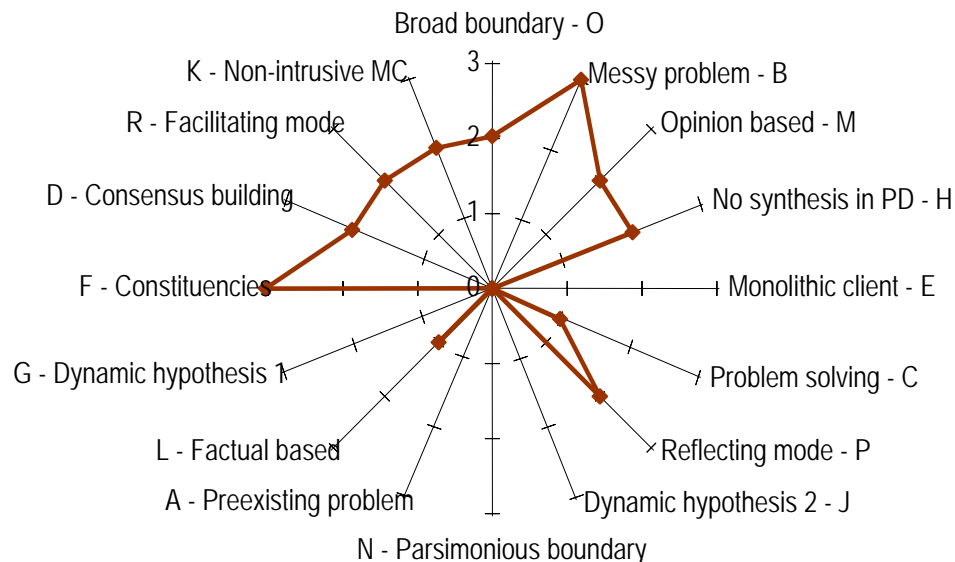 Broad boundary - O
3
K - Non-intrusive MC
Messy problem - B
R - Facilitating mode
2
Opinion based - M
D - Consensus building
1
No synthesis in PD - H
F - Constituencies
0
Monolithic client - E
G - Dynamic hypothesis 1
Problem solving - C
L - Factual based
Reflecting mode - P
A - Preexisting problem
Dynamic hypothesis 2 - J
N - Parsimonious boundary